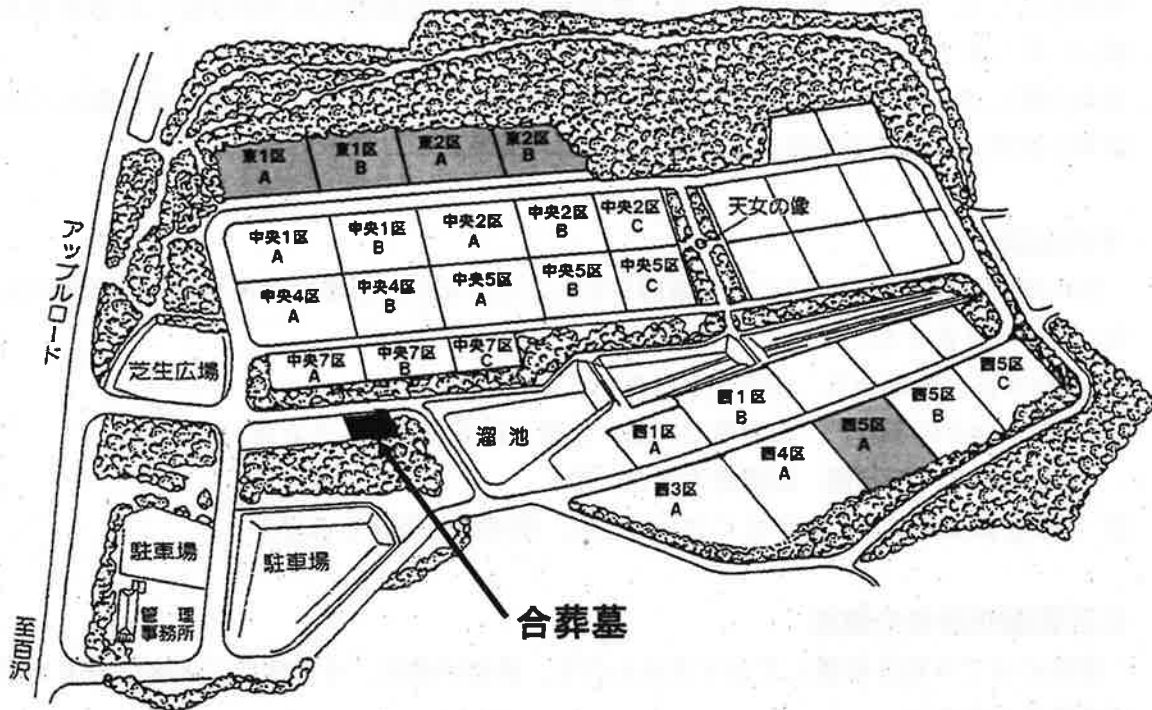 東1区
A
東1区
B
東2区
A
東2区
B
中央1区
A
中央1区
B
中央2区
A
中央2区
B
中央2区
C
天女の像
中央4区
A
中央4区
B
中央5区
A
中央5区
B
中央5区
C
アップルロード
芝生広場
中央7区
A
中央7区
B
中央7区
C
溜池
西1区
A
西1区
B
西3区
A
西4区
A
西5区
A
西5区
B
西5区
C
駐車場
駐車場
管理
事務所
至百沢
合葬墓